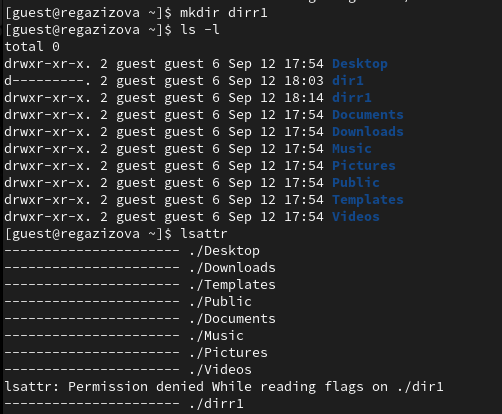 [guest@regazizova ~]$ mkdir dirr1
[guest@regazizova ~]$ ls -l
total 0
drwxr-xr-x. 2 guest guest 6 Sep 12 17:54 Desktop
d---------. 2 guest guest 6 Sep 12 18:03 dir1
drwxr-xr-x. 2 guest guest 6 Sep 12 18:14 dirr1
drwxr-xr-x. 2 guest guest 6 Sep 12 17:54 Documents
drwxr-xr-x. 2 guest guest 6 Sep 12 17:54 Downloads
drwxr-xr-x. 2 guest guest 6 Sep 12 17:54 Music
drwxr-xr-x. 2 guest guest 6 Sep 12 17:54 Pictures
drwxr-xr-x. 2 guest guest 6 Sep 12 17:54 Public
drwxr-xr-x. 2 guest guest 6 Sep 12 17:54 Templates
drwxr-xr-x. 2 guest guest 6 Sep 12 17:54 Videos
[guest@regazizova ~]$ lsattr
---------------------- ./Desktop
---------------------- ./Downloads
---------------------- ./Templates
---------------------- ./Public
---------------------- ./Documents
---------------------- ./Music
---------------------- ./Pictures
---------------------- ./Videos
lsattr: Permission denied While reading flags on ./dir1
---------------------- ./dirr1